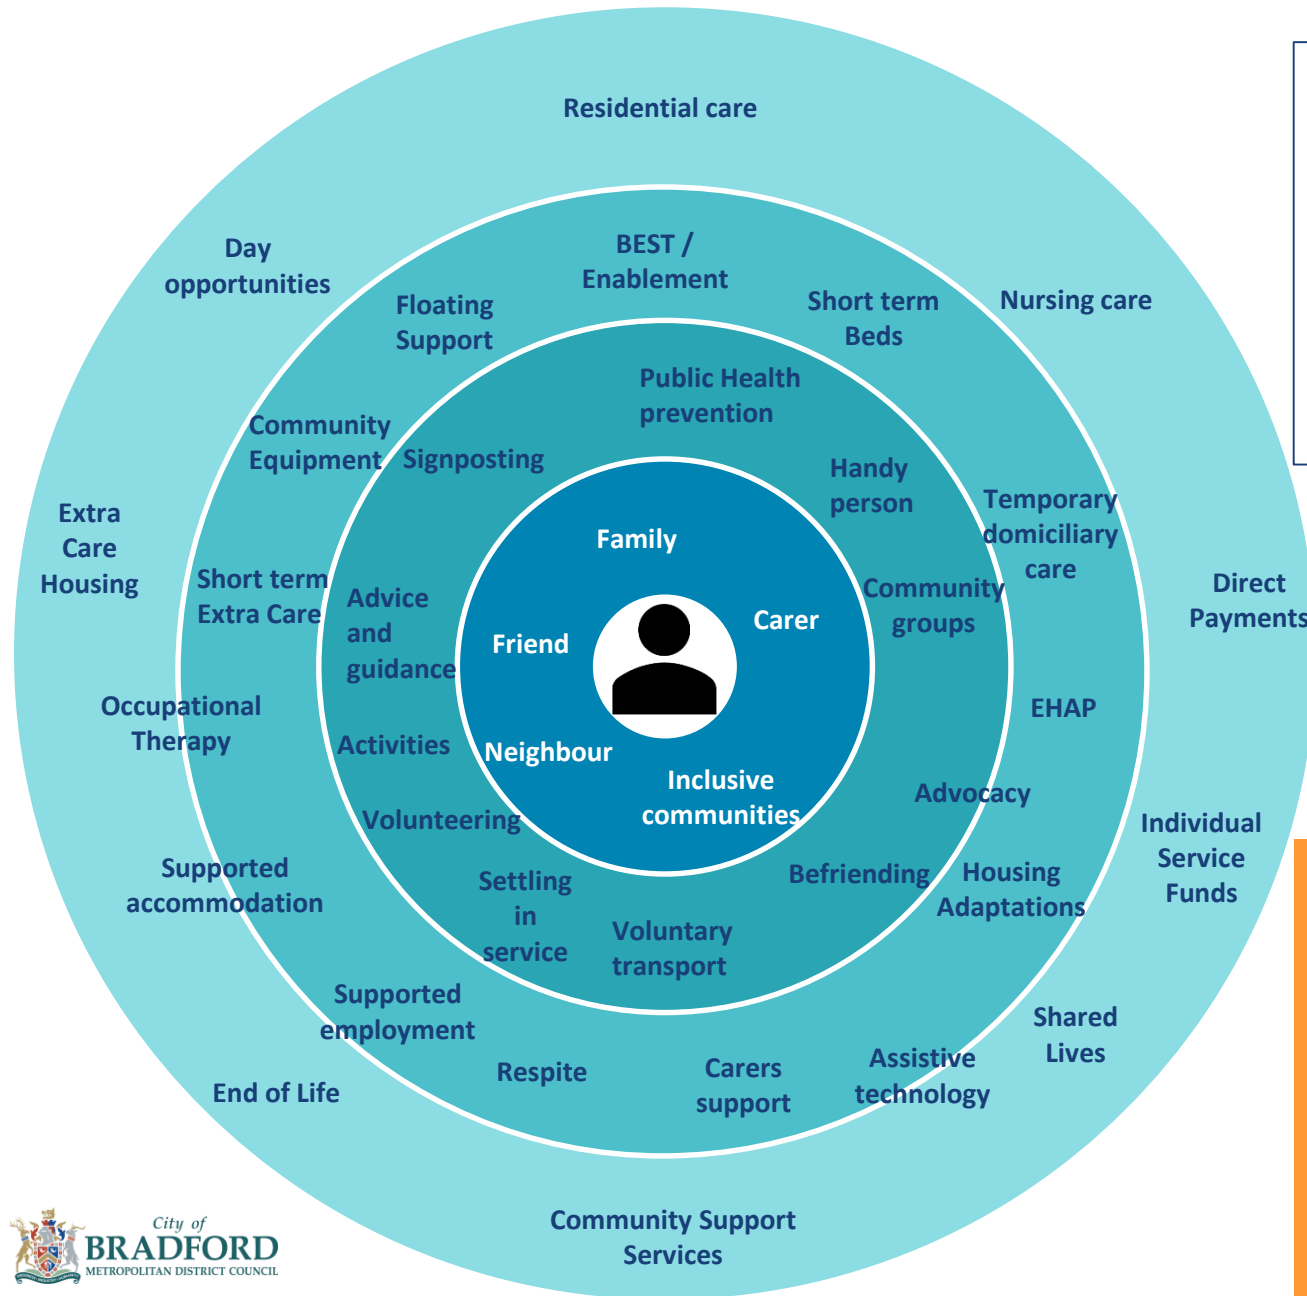 Residential care
Day
opportunities
BEST /
Enablement
Floating
Support
Short term
Beds
Nursing care
Public Health
prevention
Community
Equipment
Signposting
Handy
person
Extra
Care
Housing
Family
Temporary
domiciliary
care
Short term
Extra Care
Advice
and
guidance
Friend
Carer
Community
groups
Direct
Payments
Occupational
Therapy
Activities
Neighbour
Inclusive
communities
EHAP
Advocacy
Volunteering
Individual
Service
Funds
Supported
accommodation
Settling
in
service
Voluntary
transport
Befriending
Housing
Adaptations
Supported
employment
Respite
Carers
support
Assistive
technology
Shared
Lives
End of Life
Community Support
Services
City of
BRADFORD
METROPOLITAN DISTRICT COUNCIL